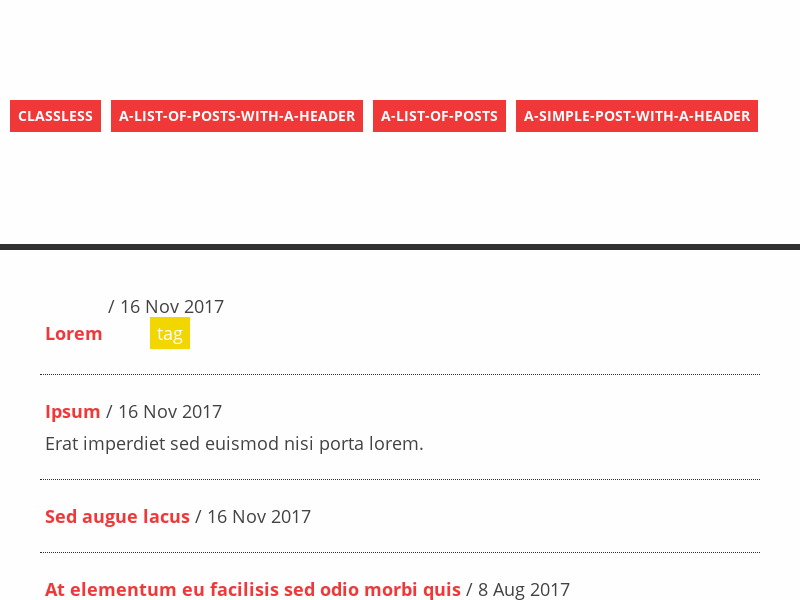 CLASSLESS A-LIST-OF-POSTS-WITH-A-HEADER A-LIST-OF-POSTS A-SIMPLE-POST-WITH-A-HEADER
/ 16 Nov 2017
Lorem tag
Ipsum / 16 Nov 2017
Erat imperdiet sed euismod nisi porta lorem.
Sed augue lacus / 16 Nov 2017
At elementum eu facilisis sed odio morbi quis / 8 Aug 2017